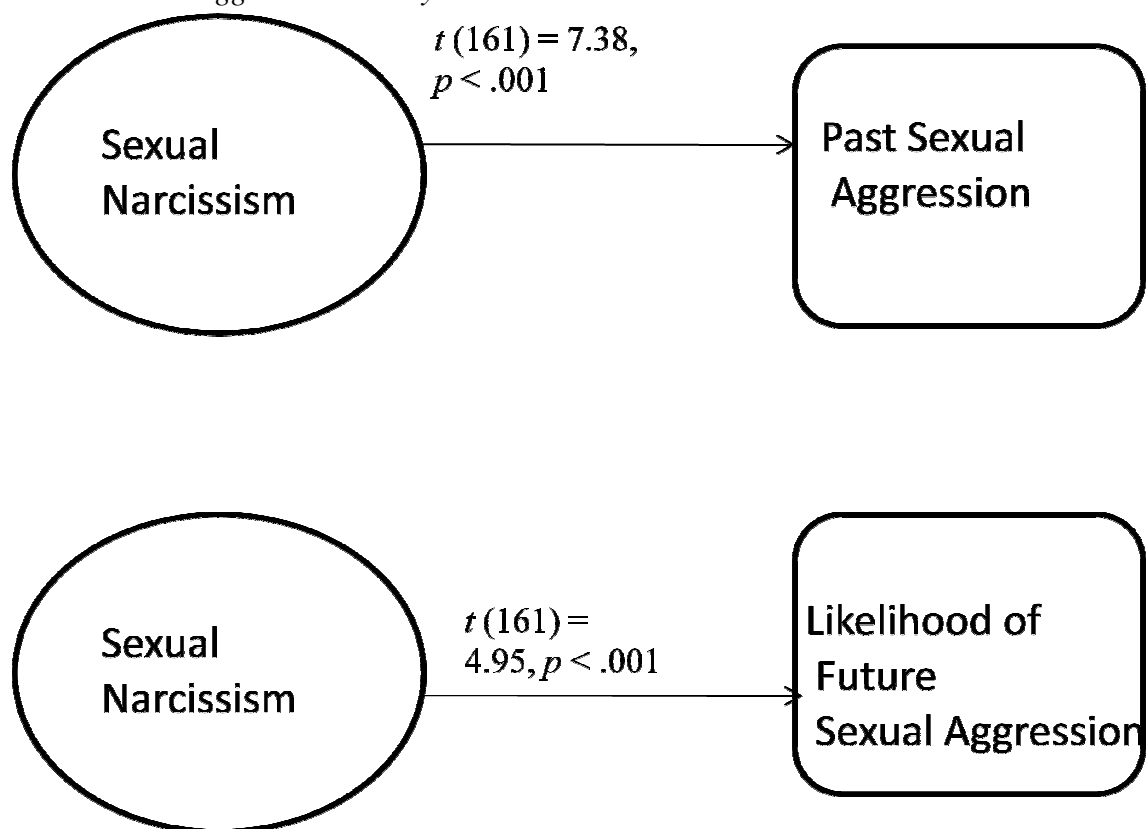 t (161) = 7.38,
p < .001
Sexual
Narcissism
Past Sexual
Aggression
t (161) =
4.95, p < .001
Sexual
Narcissism
Likelihood of
Future
Sexual Aggression